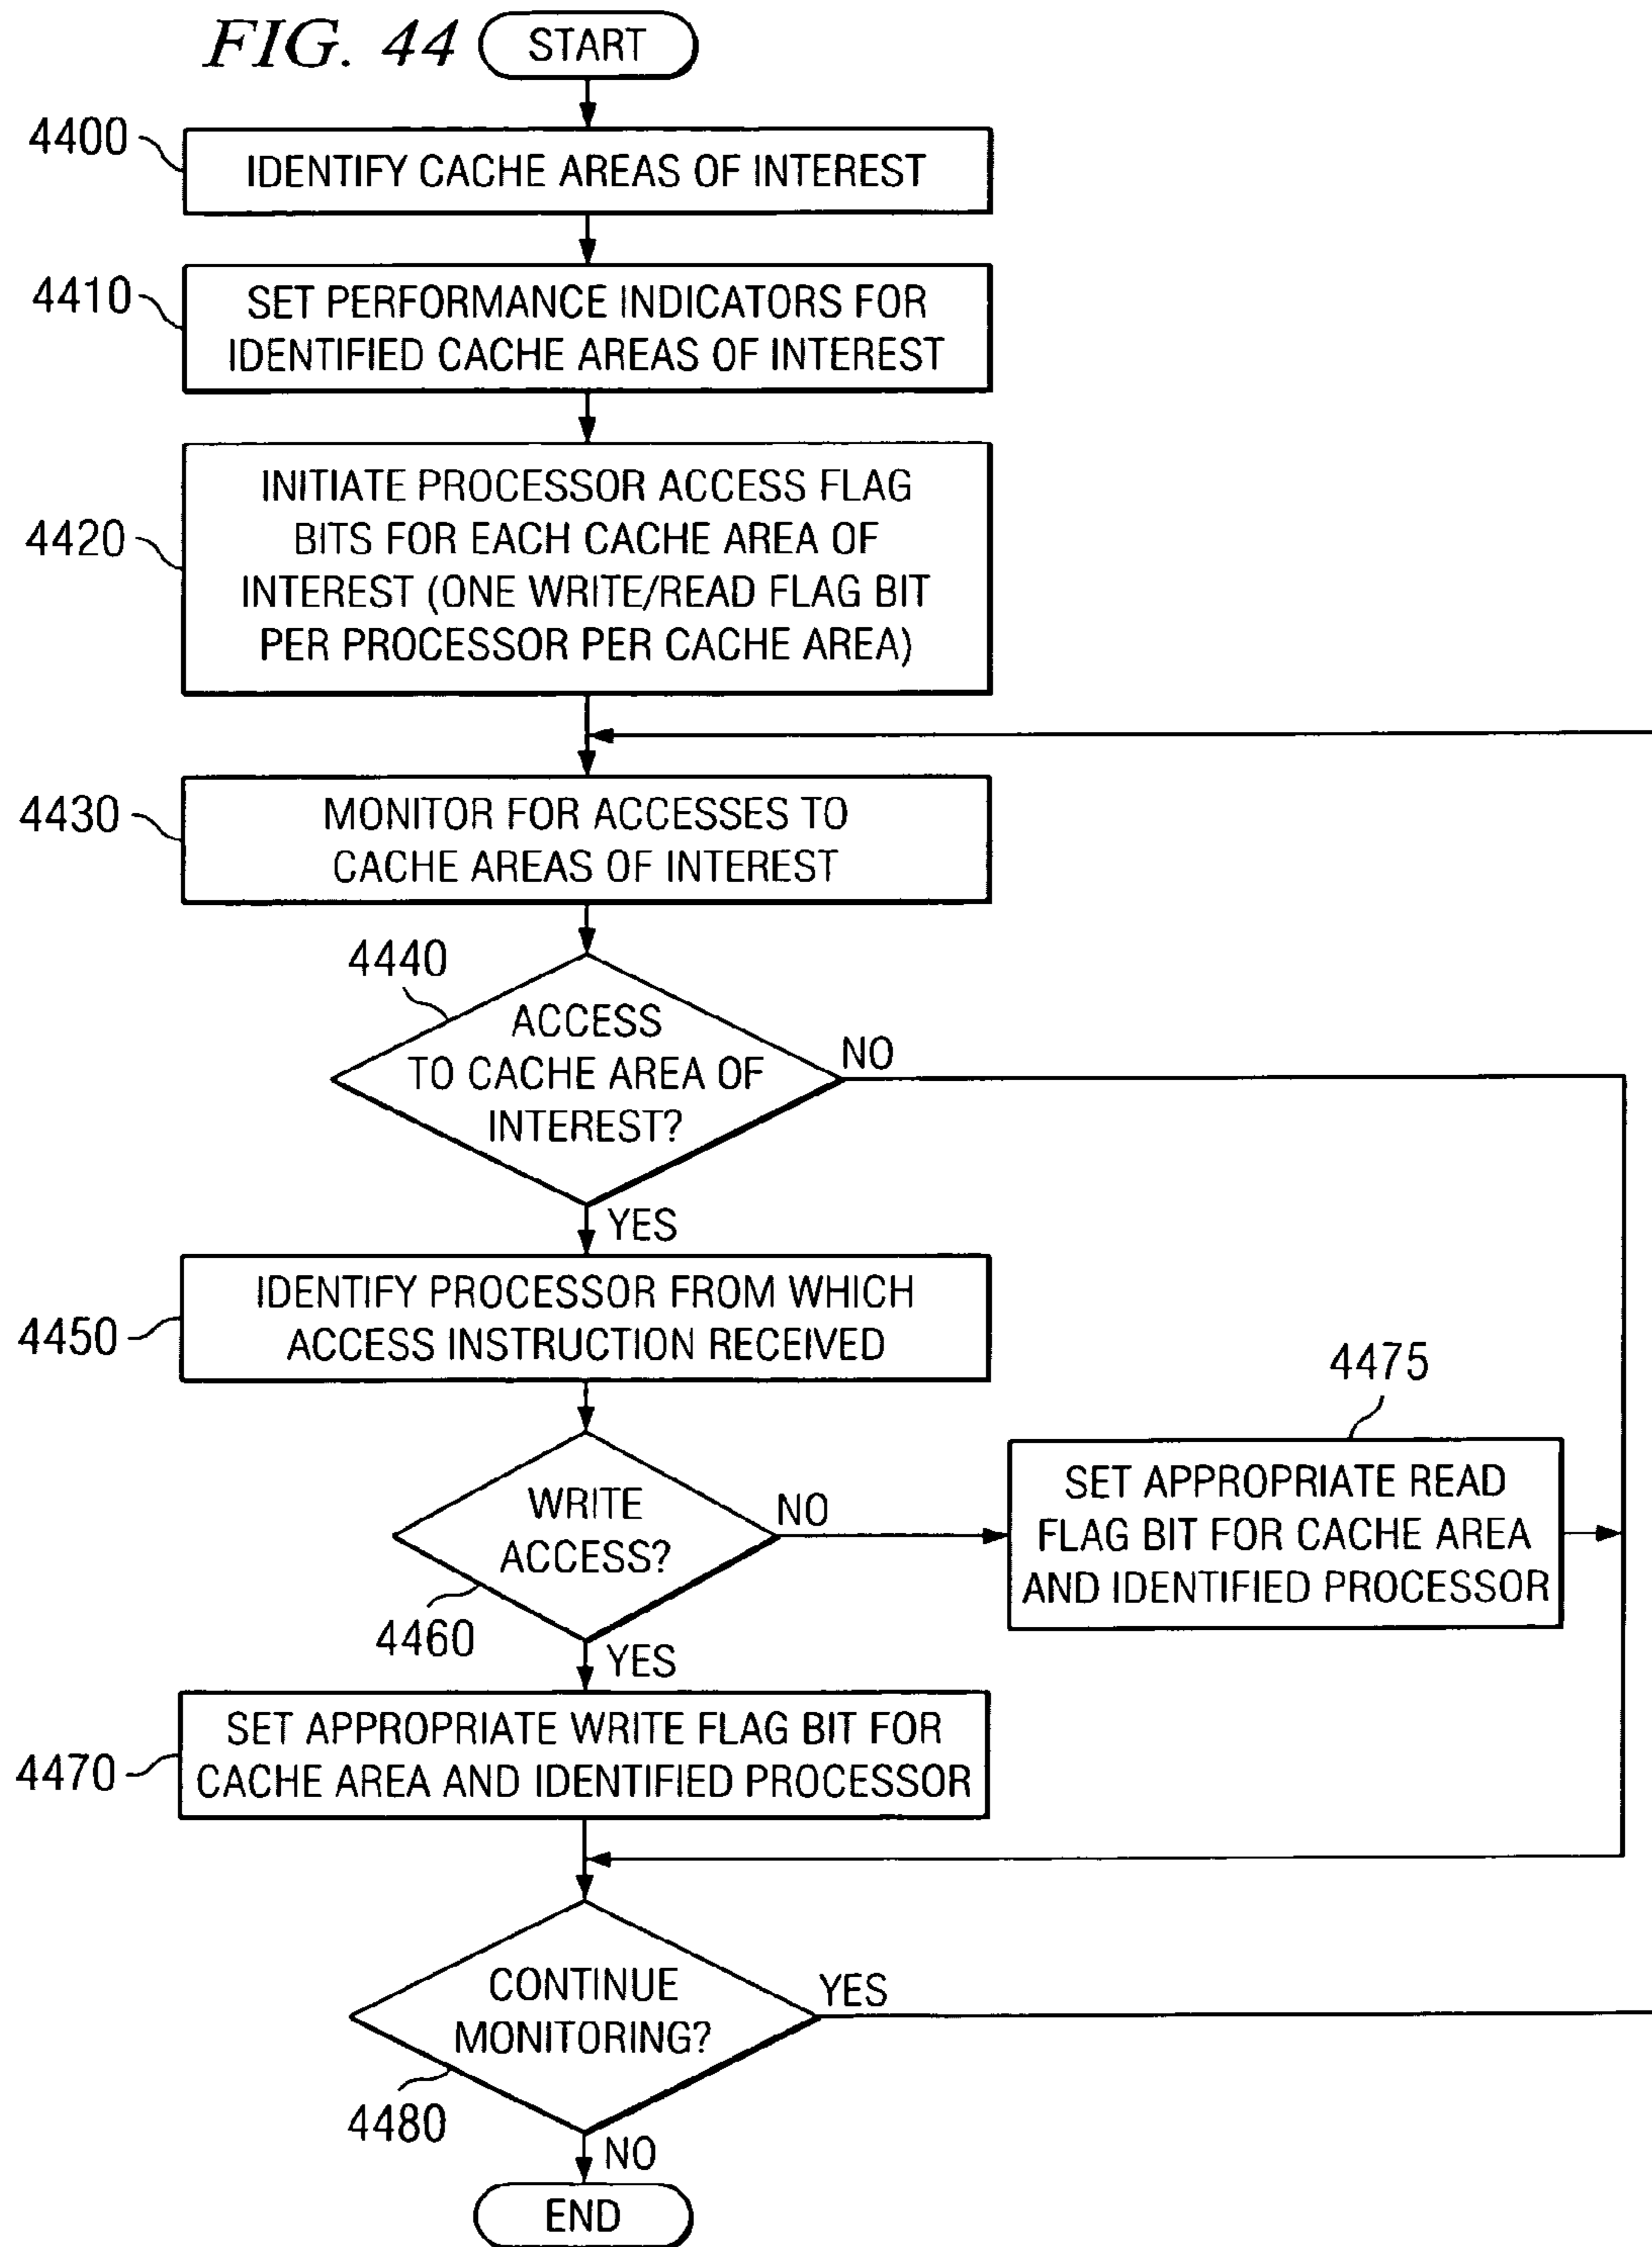 FIG. 44
START
4400
IDENTIFY CACHE AREAS OF INTEREST
4410
SET PERFORMANCE INDICATORS FOR
IDENTIFIED CACHE AREAS OF INTEREST
4420
INITIATE PROCESSOR ACCESS FLAG
BITS FOR EACH CACHE AREA OF
INTEREST (ONE WRITE/READ FLAG BIT
PER PROCESSOR PER CACHE AREA)
4430
MONITOR FOR ACCESSES TO
CACHE AREAS OF INTEREST
4440
ACCESS
TO CACHE AREA OF
INTEREST?
NO
YES
4450
IDENTIFY PROCESSOR FROM WHICH
ACCESS INSTRUCTION RECEIVED
4460
WRITE
ACCESS?
NO
4475
SET APPROPRIATE READ
FLAG BIT FOR CACHE AREA
AND IDENTIFIED PROCESSOR
YES
4470
SET APPROPRIATE WRITE FLAG BIT FOR
CACHE AREA AND IDENTIFIED PROCESSOR
CONTINUE
MONITORING?
YES
4480
NO
END